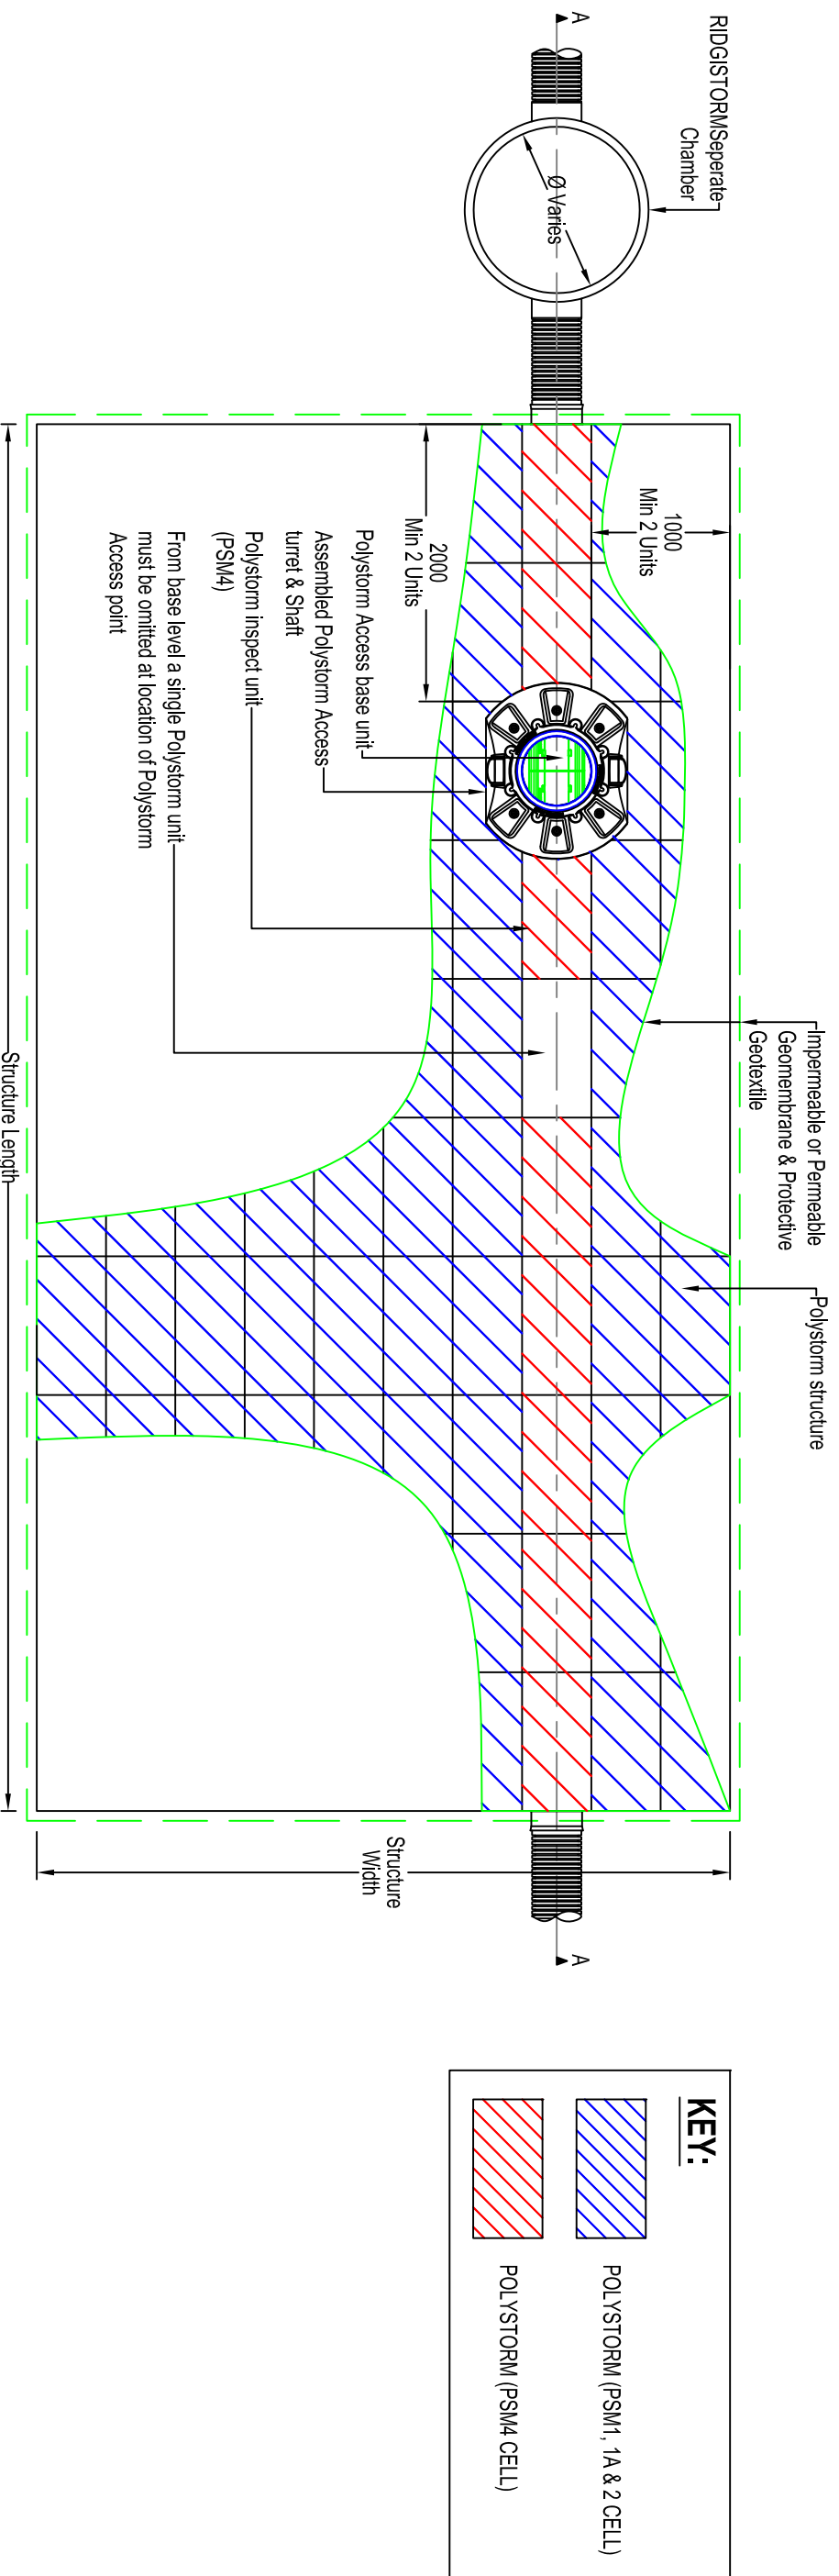 A
RIDGISTORMSeperate
Chamber
Ø Varies
1000
Min 2 Units
2000
Min 2 Units
Polystorm Access base unit
Assembled Polystorm Access
turret & Shaft
Polystorm inspect unit
(PSM4)
From base level a single Polystorm unit
must be omitted at location of Polystorm
Access point
Impermeable or Permeable
Geomembrane & Protective
Geotextile
Polystorm structure
Structure Length
Structure
Width
A
KEY:
POLYSTORM (PSM1, 1A & 2 CELL)
POLYSTORM (PSM4 CELL)